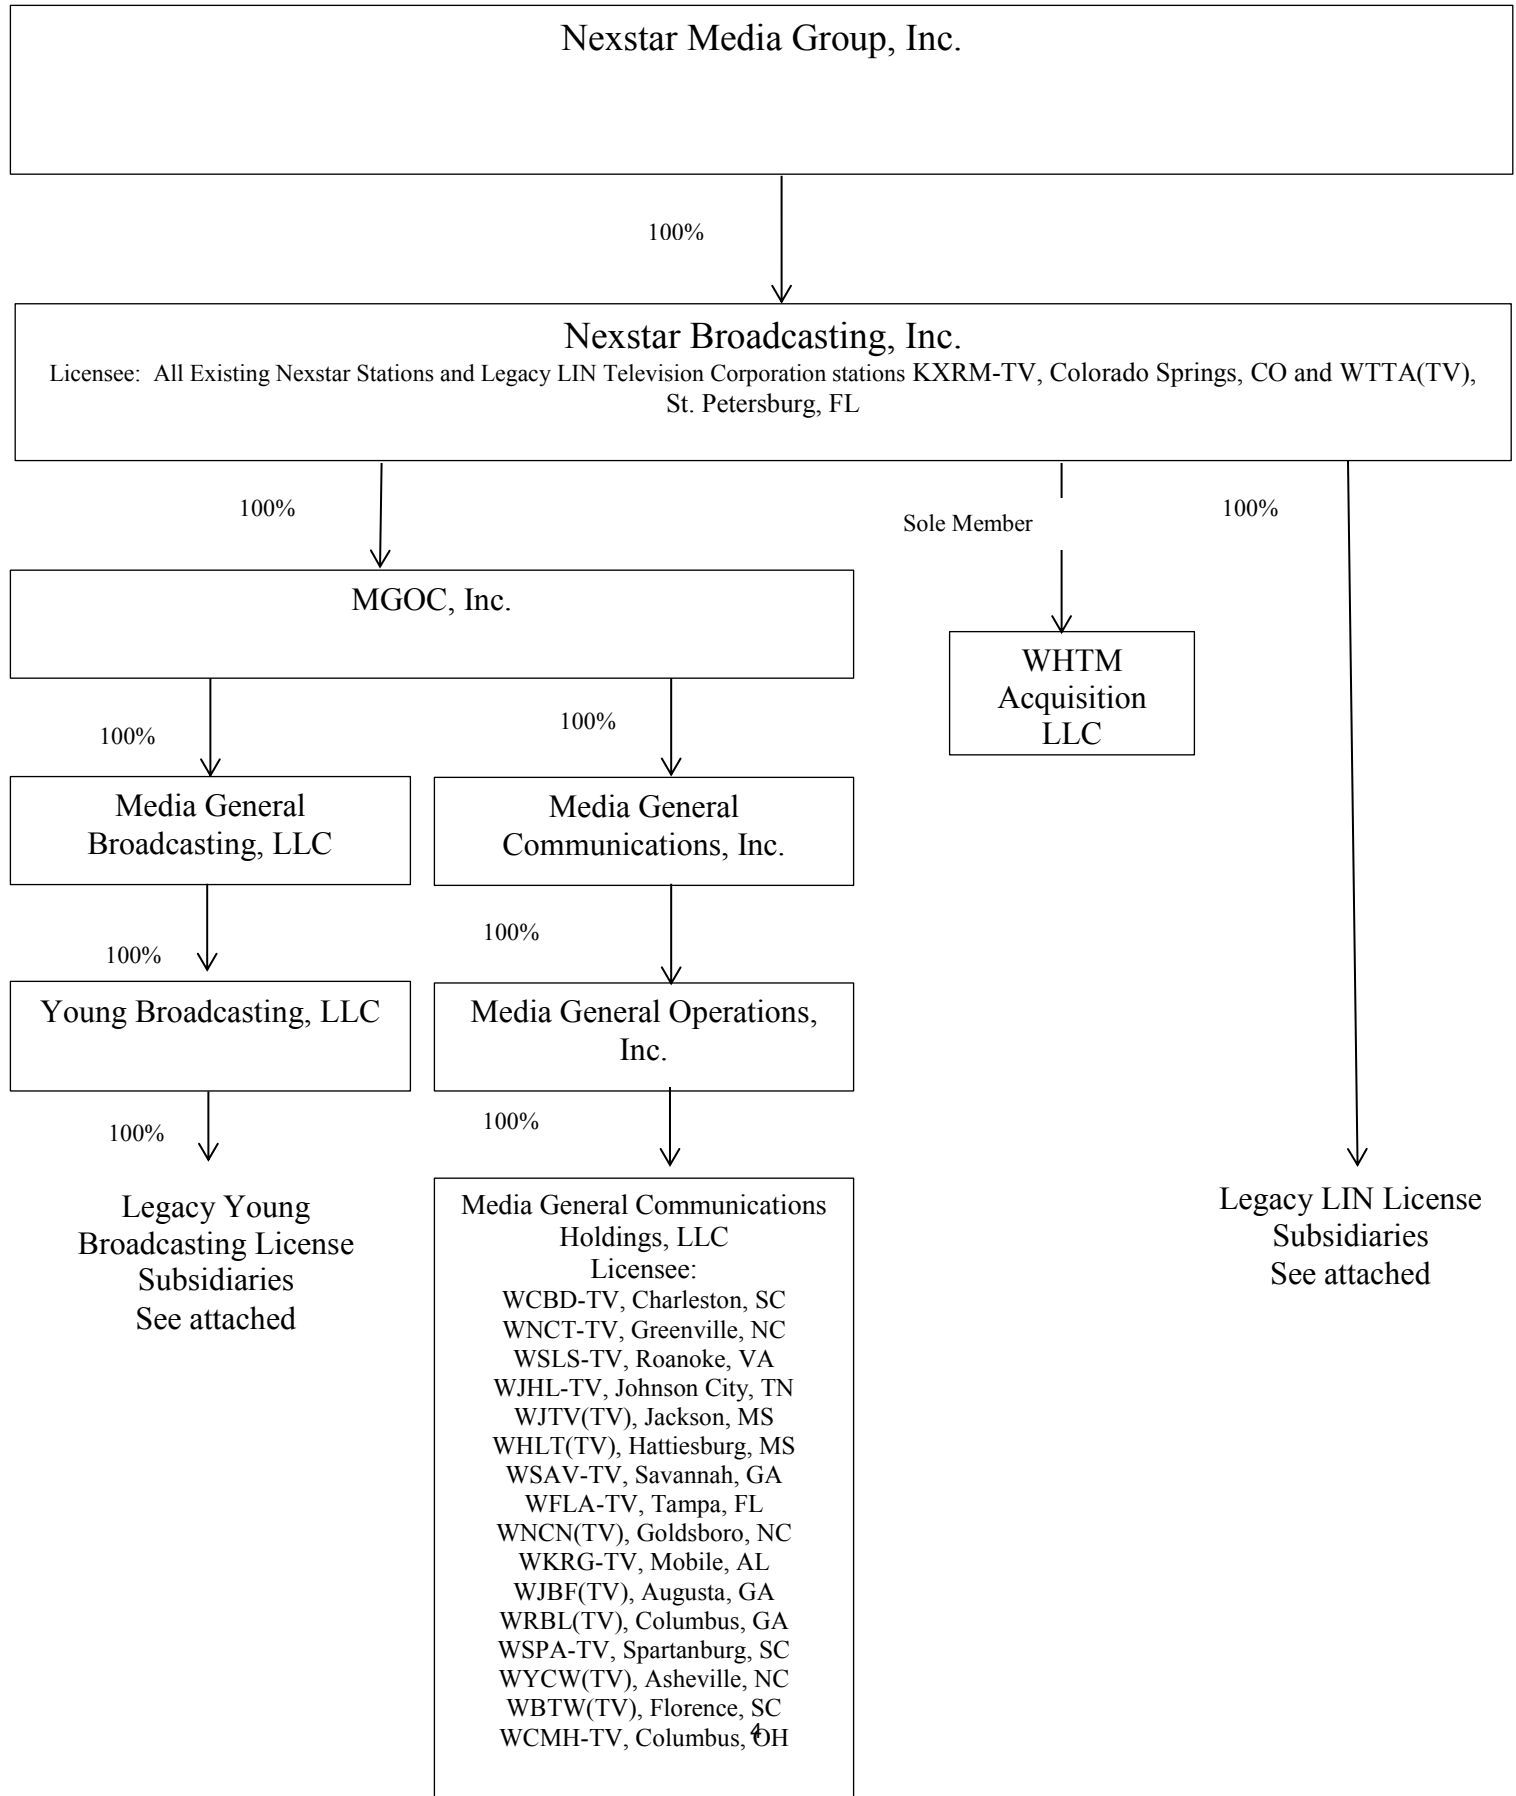 Nexstar Media Group, Inc.
100%
Nexstar Broadcasting, Inc.
Licensee: All Existing Nexstar Stations and Legacy LIN Television Corporation stations KXRM-TV, Colorado Springs, CO and WTTA(TV),
St. Petersburg, FL
100%
Sole Member
100%
MGOC, Inc.
WHTM
Acquisition
LLC
100%
100%
Media General
Broadcasting, LLC
Media General
Communications, Inc.
100%
100%
Young Broadcasting, LLC
Media General Operations,
Inc.
100%
100%
Legacy Young
Broadcasting License
Subsidiaries
See attached
Media General Communications
Holdings, LLC
Licensee:
WCBD-TV, Charleston, SC
WNCT-TV, Greenville, NC
WSLS-TV, Roanoke, VA
WJHL-TV, Johnson City, TN
WJTV(TV), Jackson, MS
WHLT(TV), Hattiesburg, MS
WSAV-TV, Savannah, GA
WFLA-TV, Tampa, FL
WNCN(TV), Goldsboro, NC
WKRG-TV, Mobile, AL
WJBF(TV), Augusta, GA
WRBL(TV), Columbus, GA
WSPA-TV, Spartanburg, SC
WYCW(TV), Asheville, NC
WBTW(TV), Florence, SC
WCMH-TV, Columbus, OH
4
Legacy LIN License
Subsidiaries
See attached